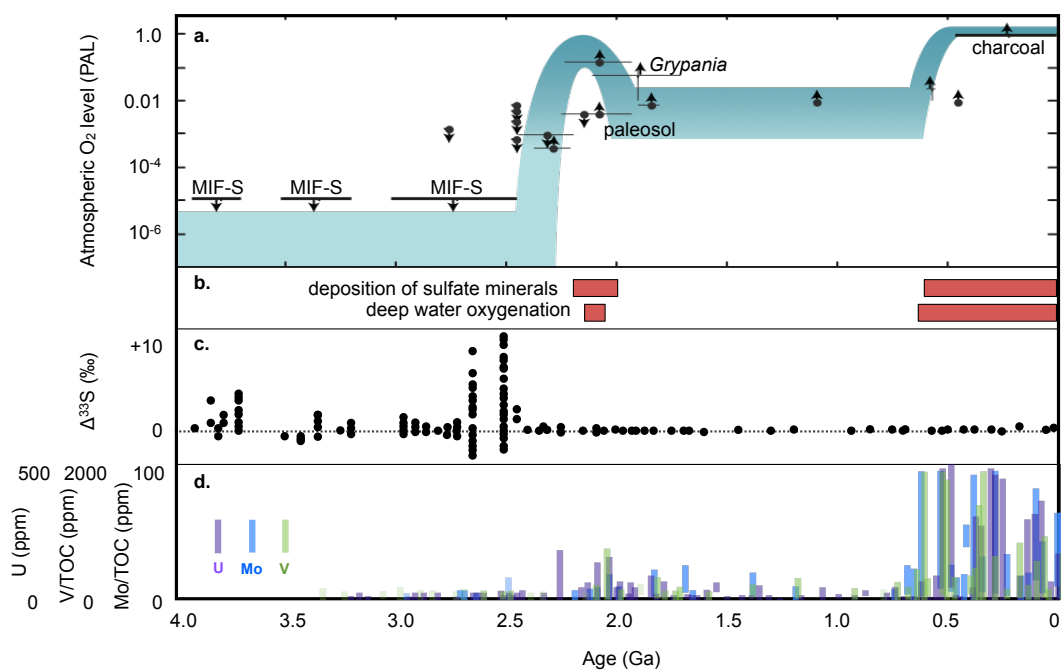 a.
Atmospheric O₂ level (PAL)
1.0
0.01
10⁻⁴
10⁻⁶
MIF-S MIF-S MIF-S
Grypania
paleosol
charcoal
b.
deposition of sulfate minerals
deep water oxygenation
c.
Δ³³S (‰)
+10
0
d.
U (ppm)
500
0
V/TOC (ppm)
2000
0
Mo/TOC (ppm)
100
0
U Mo V
4.0 3.5 3.0 2.5 2.0 1.5 1.0 0.5 0
Age (Ga)